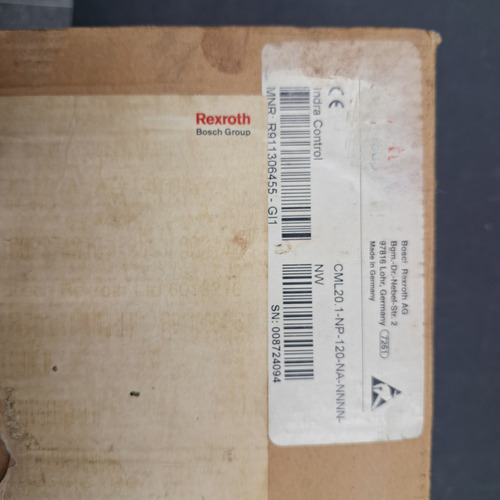 Rexroth
Bosch Group
Bosch Rexroth AG
Bgm.-Dr.-Nebel-Str. 2
97816 Lohr, Germany (7261)
Made in Germany
CML20.1-NP-120-NA-NNNN-
NW
Indra Control
MNR: R911306455 - GI1
SN: 008724094